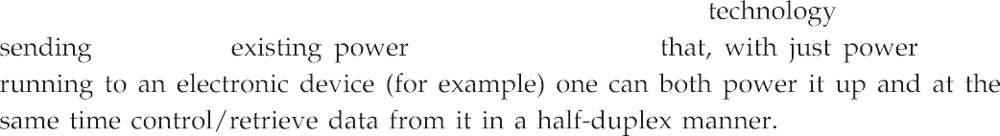 technology
sending existing power that, with just power
running to an electronic device (for example) one can both power it up and at the
same time control/retrieve data from it in a half-duplex manner.